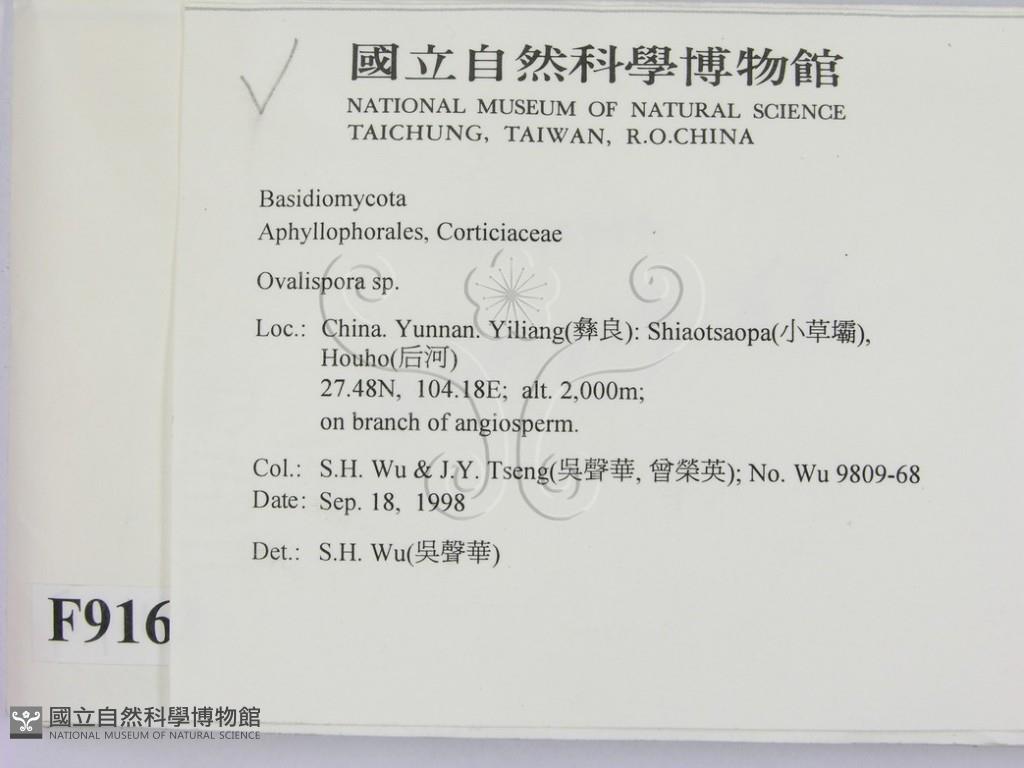 國立自然科學博物館
NATIONAL MUSEUM OF NATURAL SCIENCE
TAICHUNG, TAIWAN, R.O.CHINA
Basidiomycota
Aphyllophorales, Corticiaceae
Ovalispora sp.
Loc.: China. Yunnan. Yiliang(彝良): Shiaotsaopa(小草壩),
Houho(后河)
27.48N, 104.18E; alt. 2,000m;
on branch of angiosperm.
Col.: S.H. Wu & J.Y. Tseng(吳聲華, 曾榮英); No. Wu 9809-68
Date: Sep. 18, 1998
Det.: S.H. Wu(吳聲華)
F916
國立自然科學博物館
NATIONAL MUSEUM OF NATURAL SCIENCE